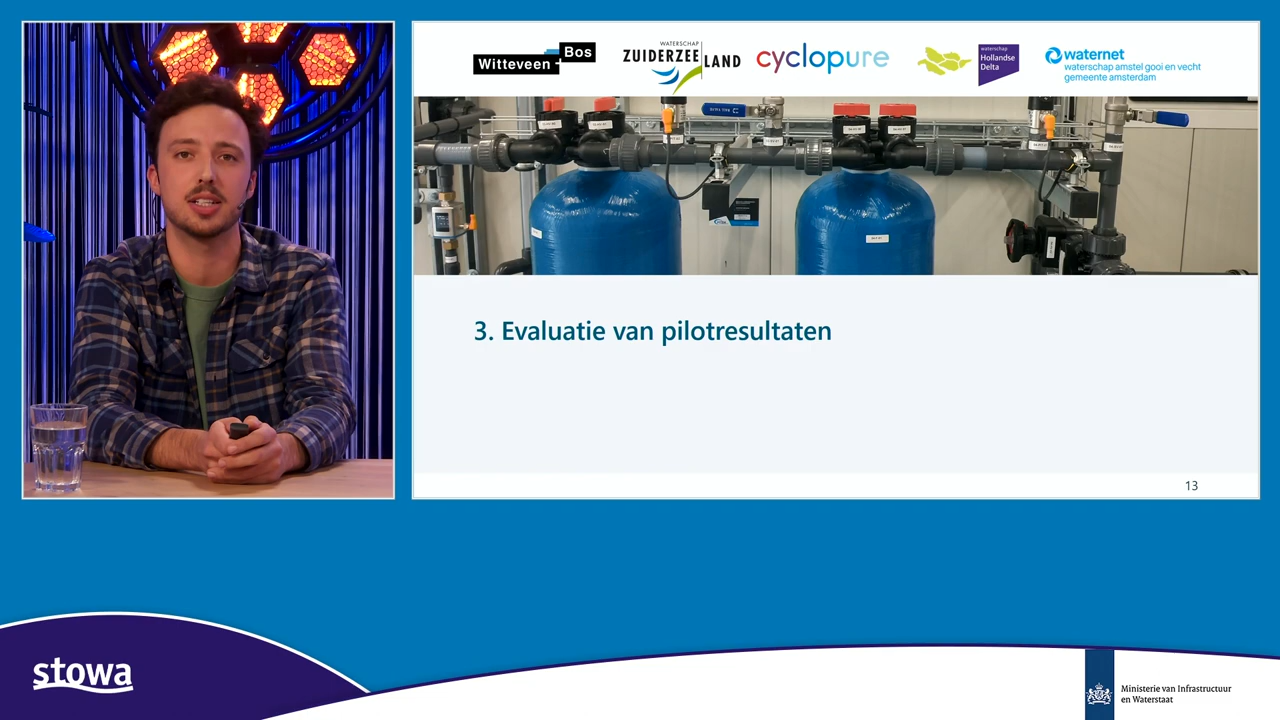 Witteveen
Bos
WATERSCHAP
ZUIDERZEE
LAND
cyclopure
waterschap
Hollandse
Delta
waternet
waterschap amstel gooi en vecht
gemeente amsterdam
3. Evaluatie van pilotresultaten
13
stowa
Ministerie van Infrastructuur
en Waterstaat